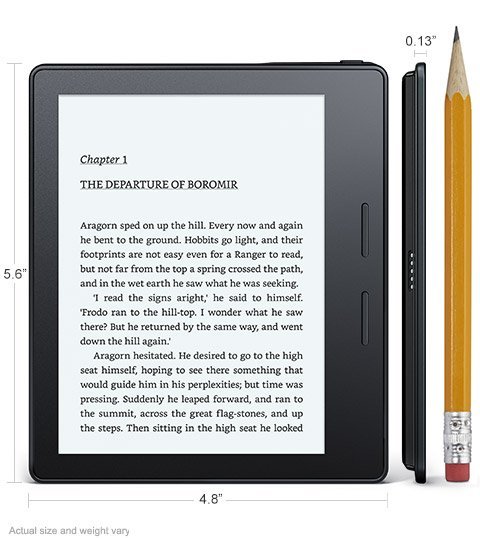 0.13"
Chapter 1
THE DEPARTURE OF BOROMIR
Aragorn sped on up the hill. Every now and again
he bent to the ground. Hobbits go light, and their
footprints are not easy even for a Ranger to read,
but not far from the top a spring crossed the path,
and in the wet earth he saw what he was seeking.
'I read the signs aright,' he said to himself.
'Frodo ran to the hill-top. I wonder what he saw
there? But he returned by the same way, and went
down the hill again.'
Aragorn hesitated. He desired to go to the high
seat himself, hoping to see there something that
would guide him in his perplexities; but time was
pressing. Suddenly he leaped forward, and ran to
the summit, across the great flag-stones, and up
the steps. Then sitting in the high seat he looked
5.6"
4.8"
Actual size and weight vary